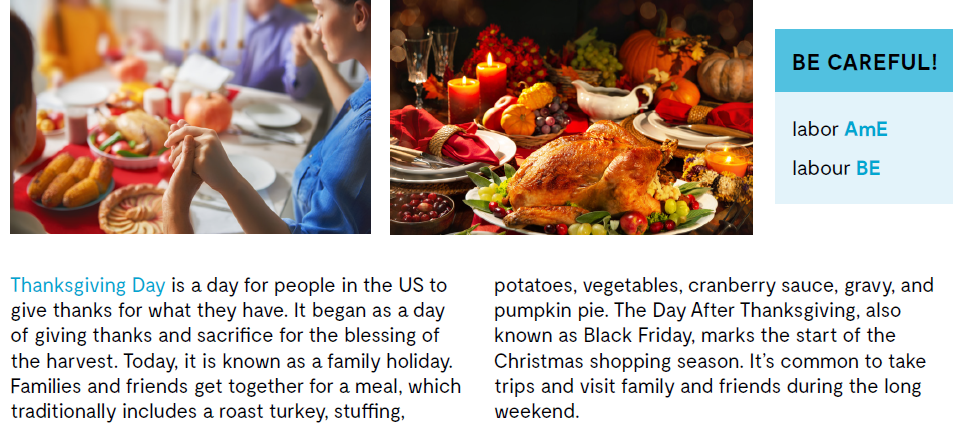 BE CAREFUL!
labor AmE
labour BE
Thanksgiving Day is a day for people in the US to
give thanks for what they have. It began as a day
of giving thanks and sacrifice for the blessing of
the harvest. Today, it is known as a family holiday.
Families and friends get together for a meal, which
traditionally includes a roast turkey, stuffing,
potatoes, vegetables, cranberry sauce, gravy, and
pumpkin pie. The Day After Thanksgiving, also
known as Black Friday, marks the start of the
Christmas shopping season. It’s common to take
trips and visit family and friends during the long
weekend.